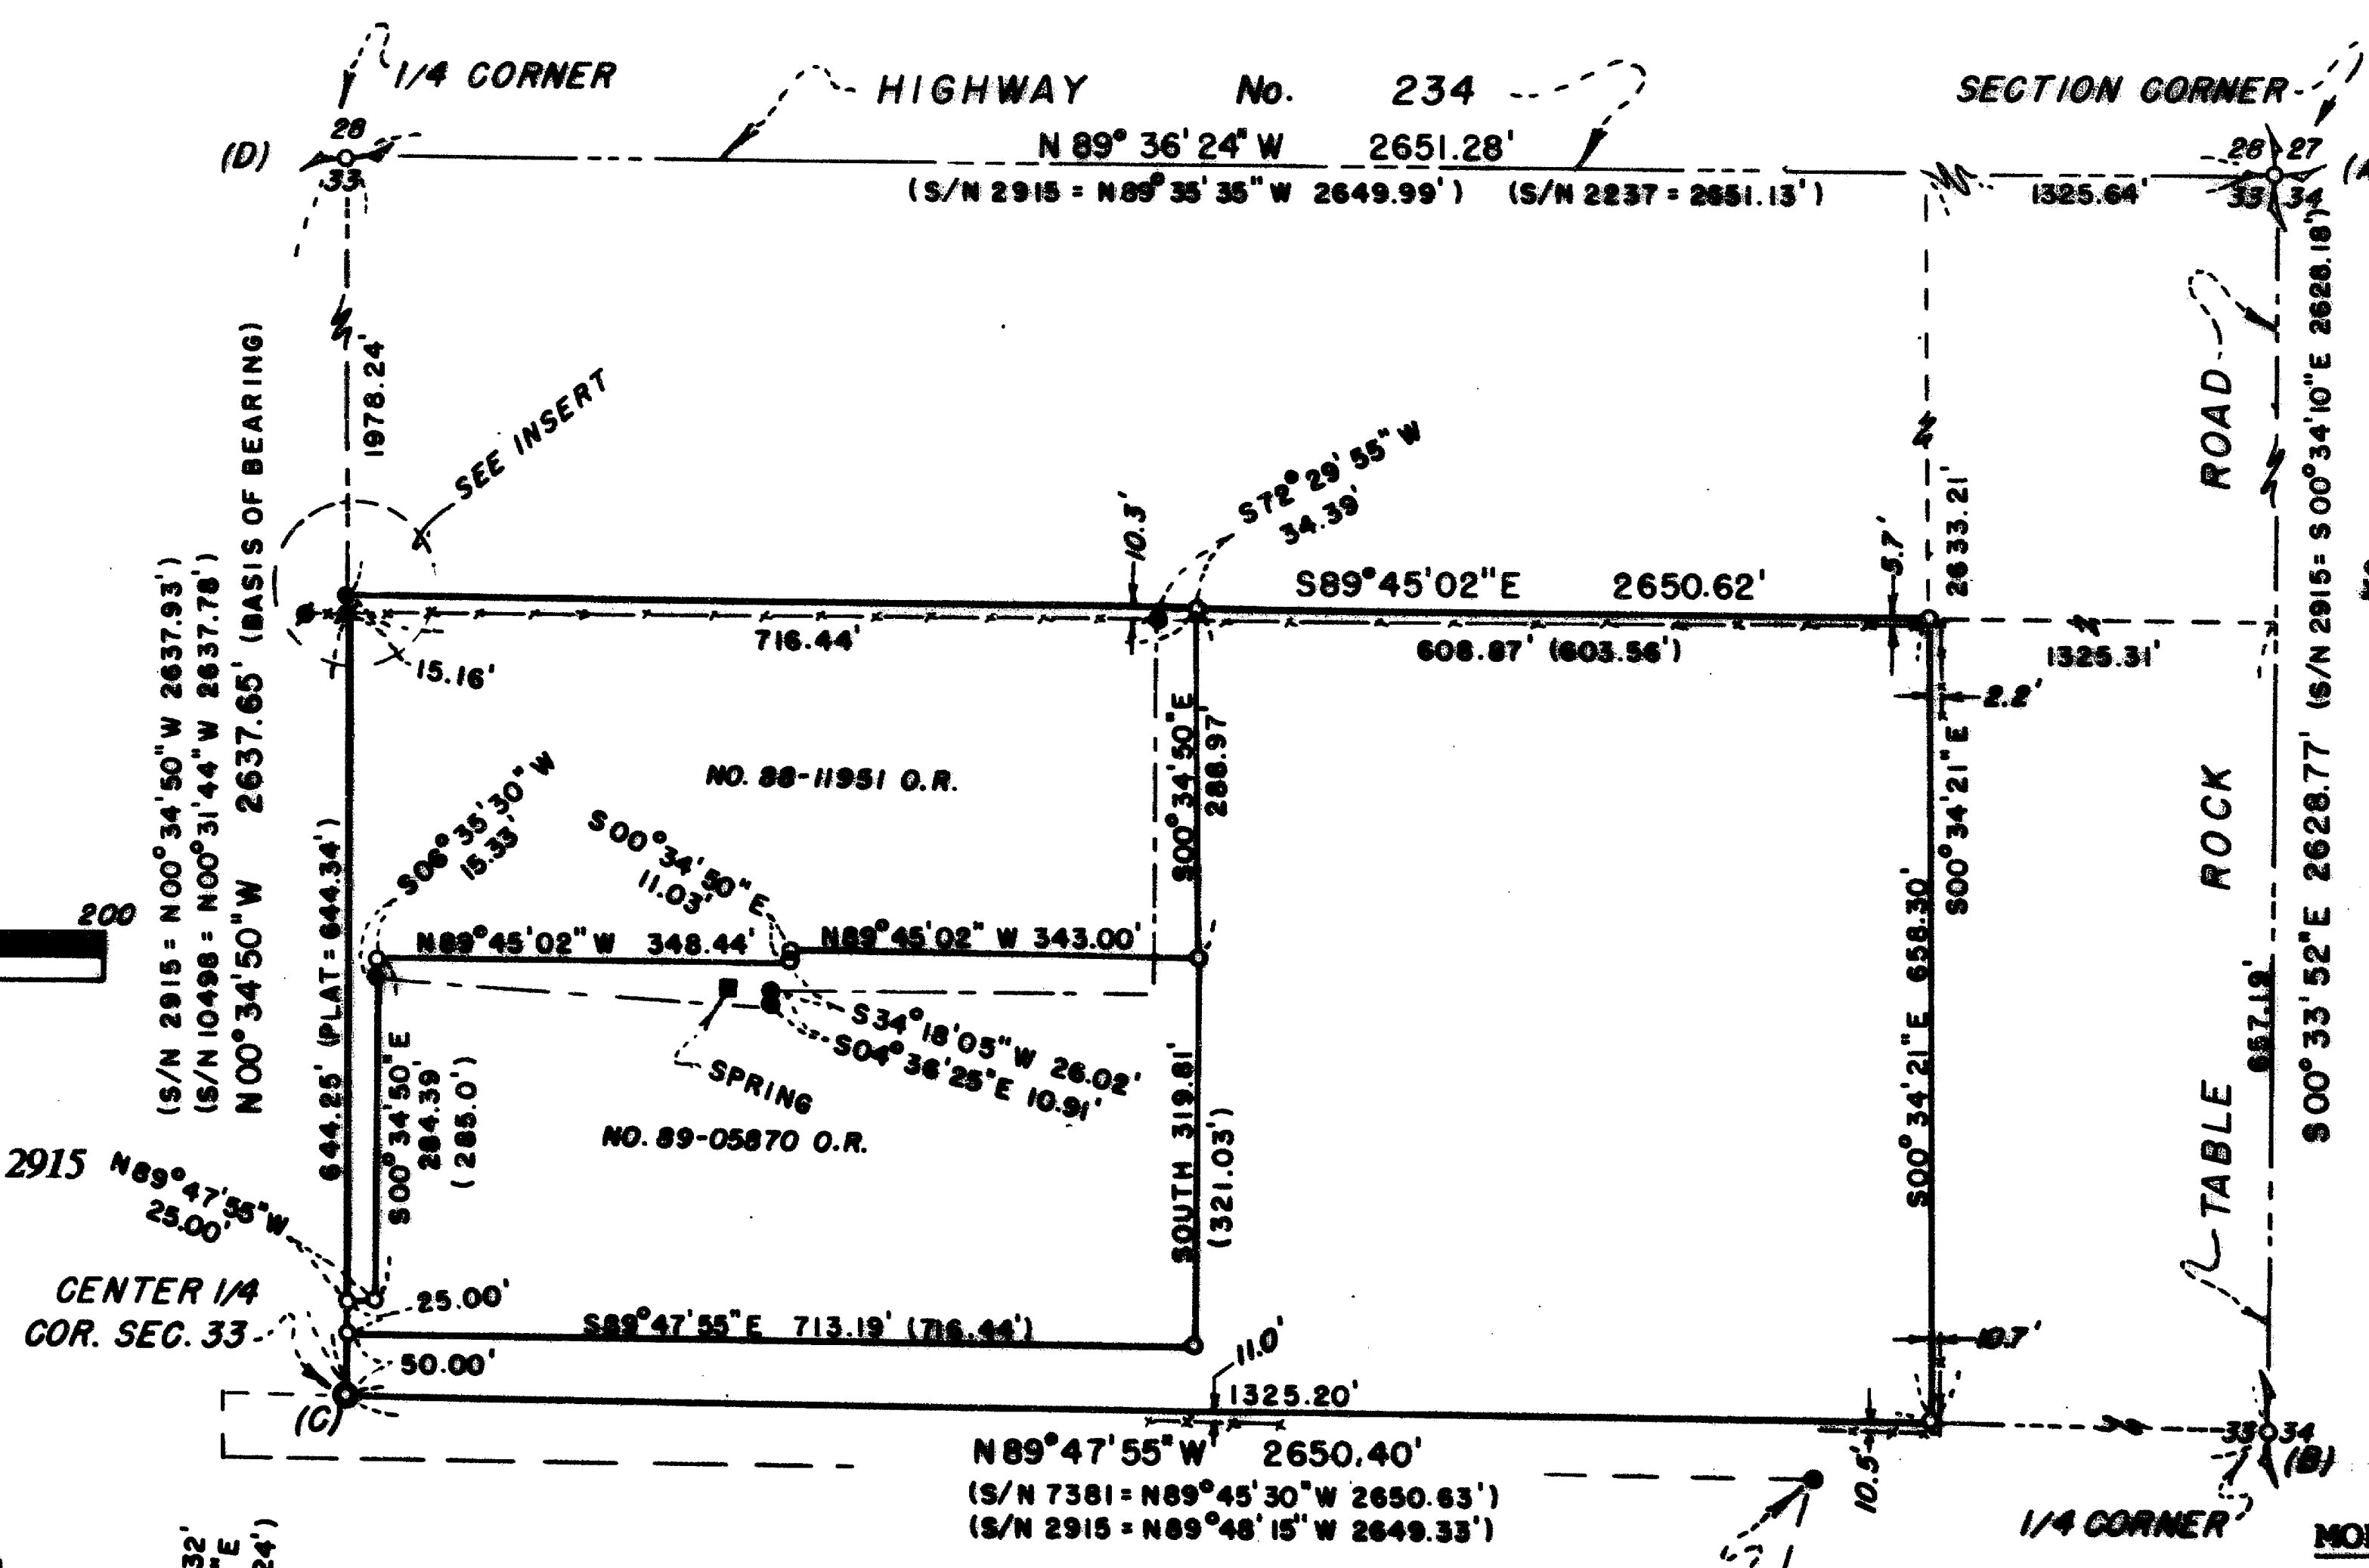 1/4 CORNER
HIGHWAY No. 234
SECTION CORNER
28
33
(D)
N 89° 36' 24" W 2651.28'
(S/N 2915 = N89° 35' 35" W 2649.99') (S/N 2237 = 2651.13')
1325.64'
28 27
33 34
1978.24'
SEE INSERT
(S/N 2915 = N00° 34' 50" W 2637.93')
(S/N 10498 = N00° 31' 44" W 2637.78')
N00° 34' 50" W 2637.65' (BASIS OF BEARING)
10.3'
S72° 29' 55" W
34.39'
S89° 45' 02" E 2650.62'
5.7'
2633.21'
ROAD
716.44'
15.16'
608.87' (603.56')
1325.31'
2.2'
NO. 88-11951 O.R.
S00° 34' 50" E
288.97'
S00° 34' 21" E
S06° 35' 30" W
15.33'
S00° 34' 50" E
11.03'
200
N89° 45' 02" W 348.44'
N89° 45' 02" W 343.00'
644.25' (PLAT = 644.34')
S00° 34' 21" E 658.30'
ROCK
S34° 18' 05" W 26.02'
S04° 36' 25" E 10.91'
SPRING
S00° 34' 50" E
284.39
(285.0')
NO. 89-05870 O.R.
SOUTH 319.81'
(321.03')
657.19'
TABLE
S00° 33' 52" E 2628.77' (S/N 2915 = S00° 34' 10" E 2628.18')
2915
N89° 47' 55" W
25.00'
CENTER 1/4
COR. SEC. 33
25.00'
S89° 47' 55" E 713.19' (716.44')
50.00'
11.0'
10.7'
1325.20'
(C)
N89° 47' 55" W 2650.40'
(S/N 7381 = N89° 45' 30" W 2650.63')
(S/N 2915 = N89° 48' 15" W 2649.33')
10.5'
33 34
(B)
1/4 CORNER